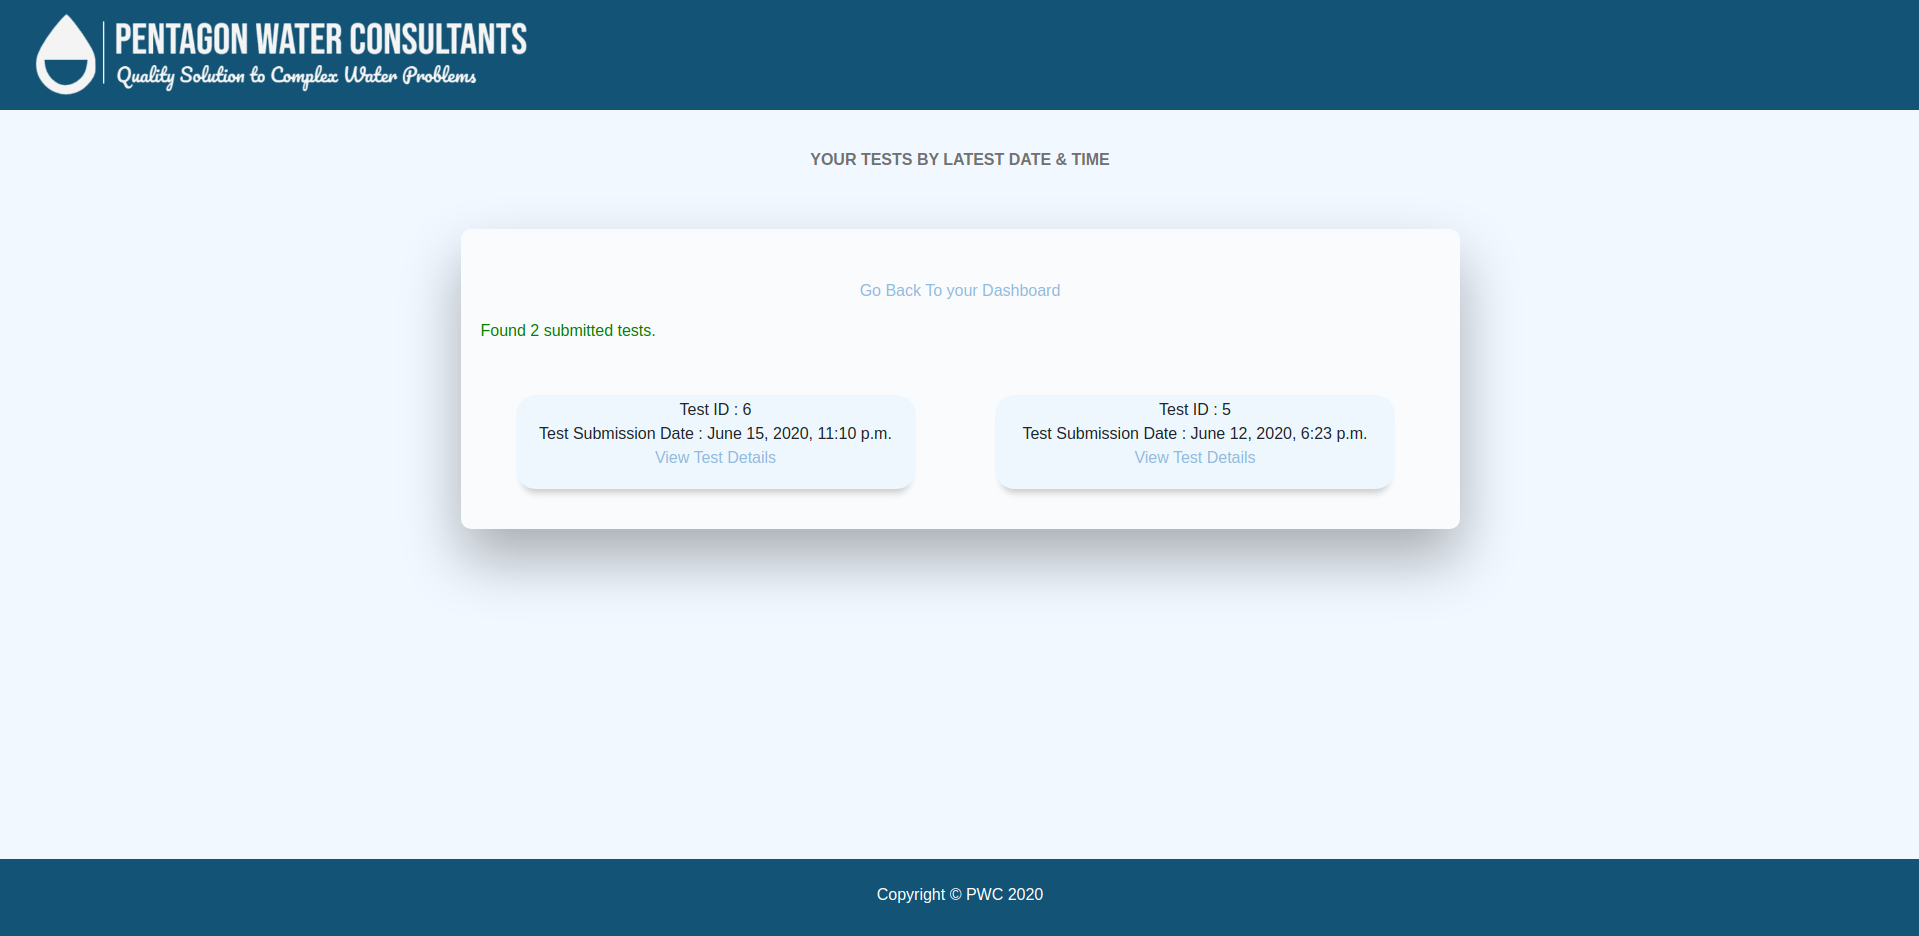 PENTAGON WATER CONSULTANTS
Quality Solution to Complex Water Problems
YOUR TESTS BY LATEST DATE & TIME
Go Back To your Dashboard
Found 2 submitted tests.
Test ID : 6
Test Submission Date : June 15, 2020, 11:10 p.m.
View Test Details
Test ID : 5
Test Submission Date : June 12, 2020, 6:23 p.m.
View Test Details
Copyright © PWC 2020